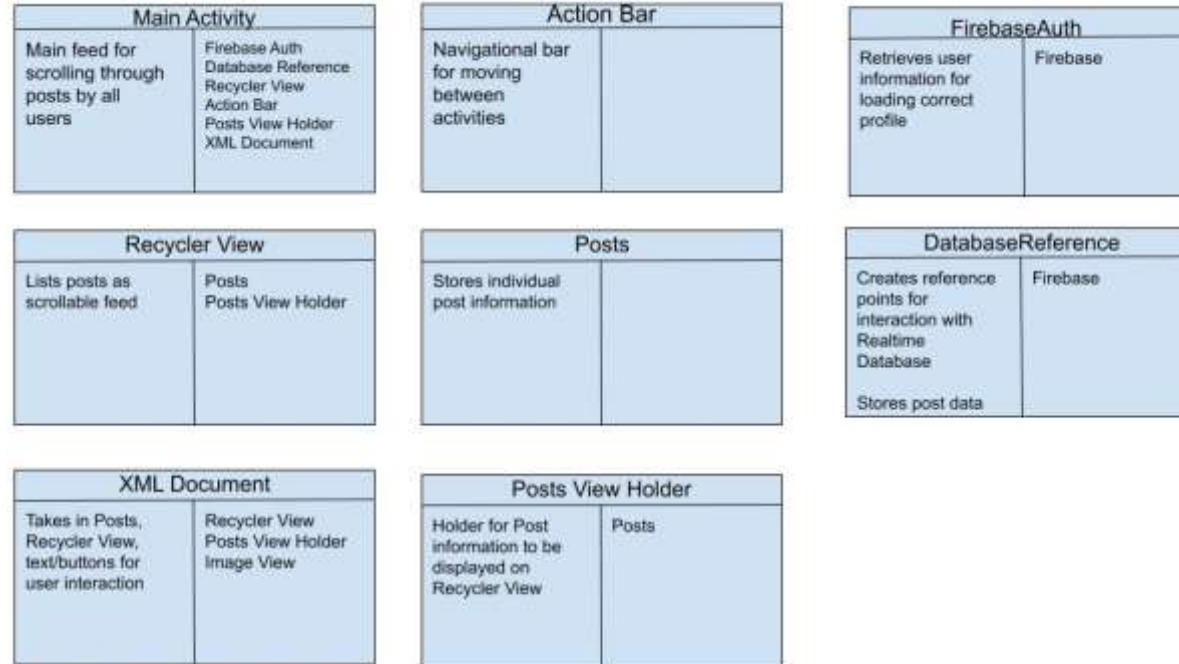 Main Activity
Main feed for
scrolling through
posts by all
users
Firebase Auth
Database Reference
Recycler View
Action Bar
Posts View Holder
XML Document
Action Bar
Navigational bar
for moving
between
activities
FirebaseAuth
Retrieves user
information for
loading correct
profile
Firebase
Recycler View
Lists posts as
scrollable feed
Posts
Posts View Holder
Posts
Stores individual
post information
DatabaseReference
Creates reference
points for
interaction with
Realtime
Database
Stores post data
Firebase
XML Document
Takes in Posts,
Recycler View,
text/buttons for
user interaction
Recycler View
Posts View Holder
Image View
Posts View Holder
Holder for Post
information to be
displayed on
Recycler View
Posts